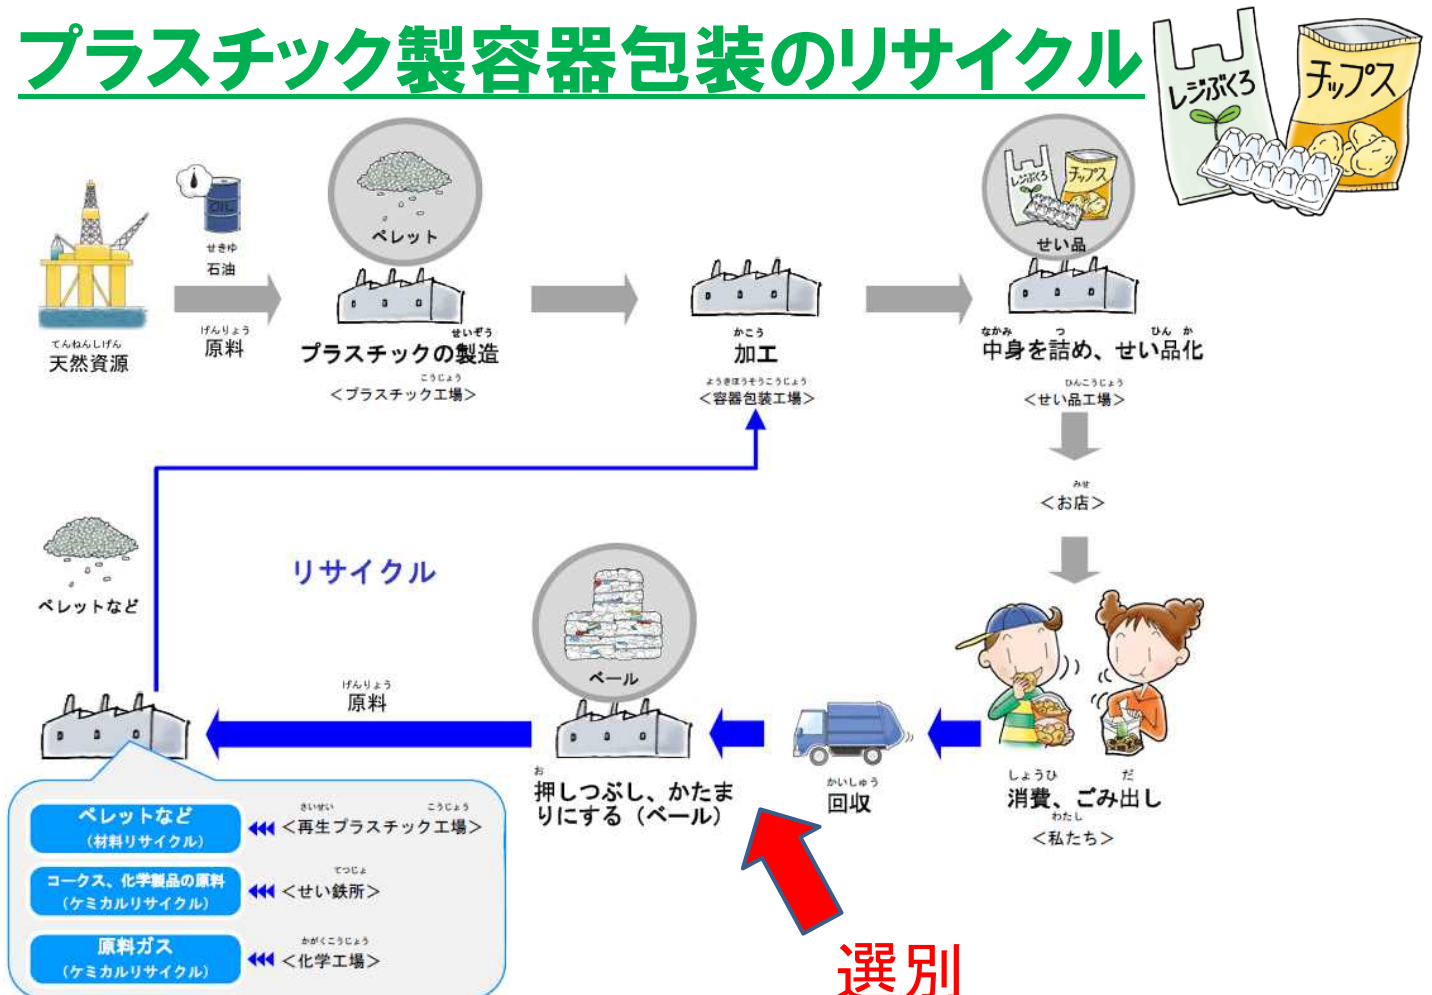 プラスチック製容器包装のリサイクル
レジぶくろ
チップス
OIL
せきゆ
石油
げんりょう
原料
てんねんしげん
天然資源
ペレット
せいぞう
プラスチックの製造
こうじょう
＜プラスチック工場＞
かこう
加工
ようきほうそうこうじょう
＜容器包装工場＞
レジぶくろ
チップス
せい品
なかみ つ ひん か
中身を詰め、せい品化
ひんこうじょう
＜せい品工場＞
みせ
＜お店＞
しょうひ だ
消費、ごみ出し
わたし
＜私たち＞
かいしゅう
回収
ベール
お
押しつぶし、かたま
りにする（ベール）
選別
リサイクル
げんりょう
原料
ペレットなど
ペレットなど
（材料リサイクル）
さいせい こうじょう
＜再生プラスチック工場＞
コークス、化学製品の原料
（ケミカルリサイクル）
てつじょ
＜せい鉄所＞
原料ガス
（ケミカルリサイクル）
かがくこうじょう
＜化学工場＞